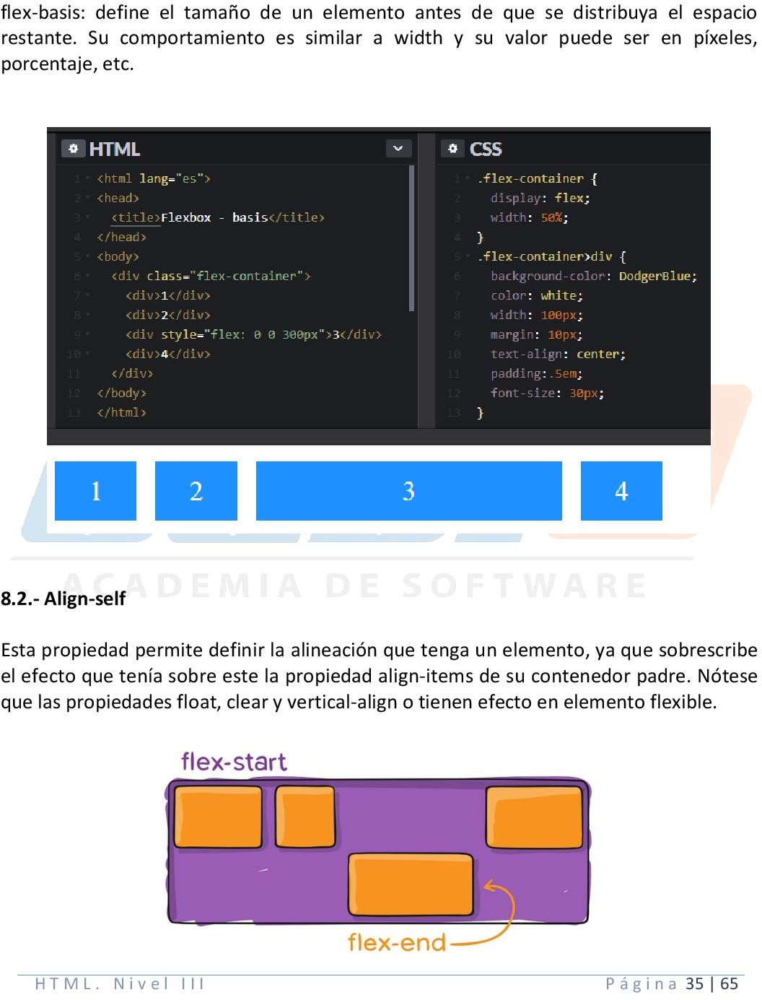 flex-basis: define el tamaño de un elemento antes de que se distribuya el espacio
restante. Su comportamiento es similar a width y su valor puede ser en píxeles,
porcentaje, etc.
HTML
1 <html lang="es">
2 <head>
3 <title>Flexbox - basis</title>
4 </head>
5 <body>
6 <div class="flex-container">
7 <div>1</div>
8 <div>2</div>
9 <div style="flex: 0 0 300px">3</div>
10 <div>4</div>
11 </div>
12 </body>
13 </html>
CSS
1 .flex-container {
2 display: flex;
3 width: 50%;
4 }
5 .flex-container>div {
6 background-color: DodgerBlue;
7 color: white;
8 width: 100px;
9 margin: 10px;
10 text-align: center;
11 padding:.5em;
12 font-size: 30px;
13 }
1 2 3 4
ACADEMIA DE SOFTWARE
8.2.- Align-self
Esta propiedad permite definir la alineación que tenga un elemento, ya que sobrescribe
el efecto que tenía sobre este la propiedad align-items de su contenedor padre. Nótese
que las propiedades float, clear y vertical-align o tienen efecto en elemento flexible.
flex-start
flex-end
HTML. Nivel III Página 35 | 65